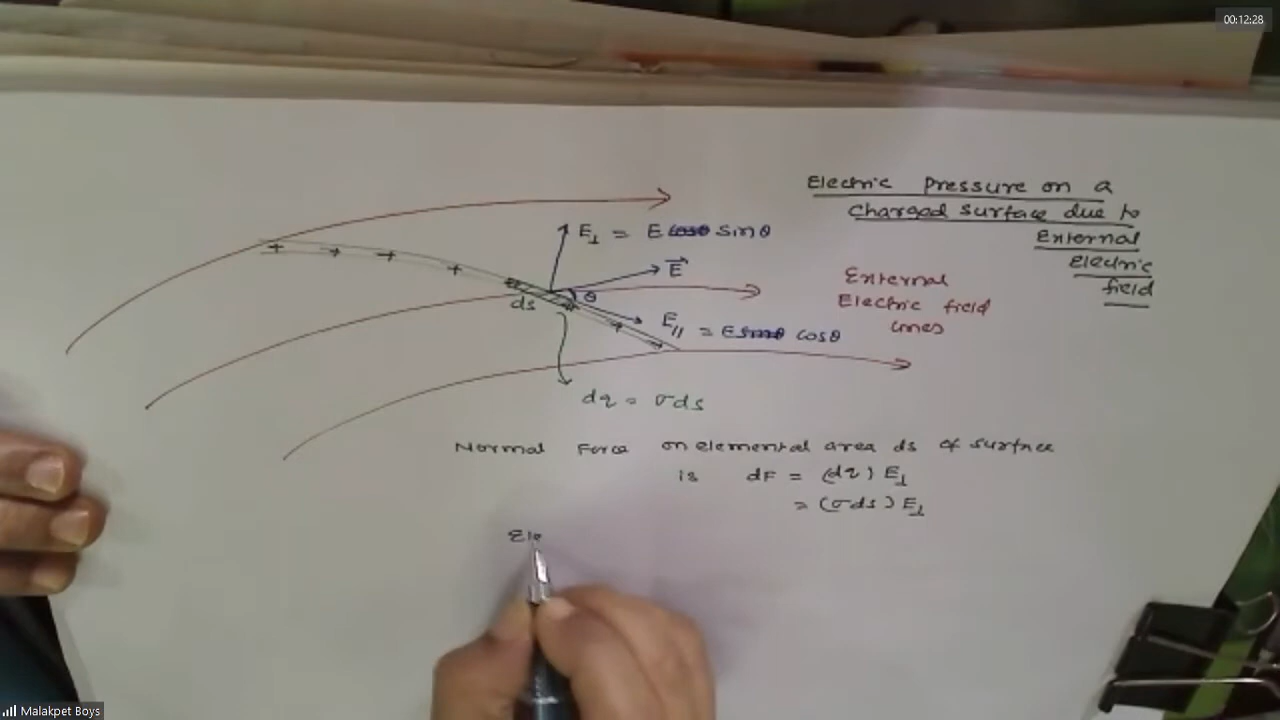 00:12:28
Electric Pressure on a
Charged Surface due to
External
Electric
field
E⊥ = E sinθ
E⃗
θ
ds
E// = E cosθ
External
Electric field
lines
dq = σds
Normal Force on elemental area ds of surface
is dF = (dq) E⊥
= (σds) E⊥
Ele
Malakpet Boys